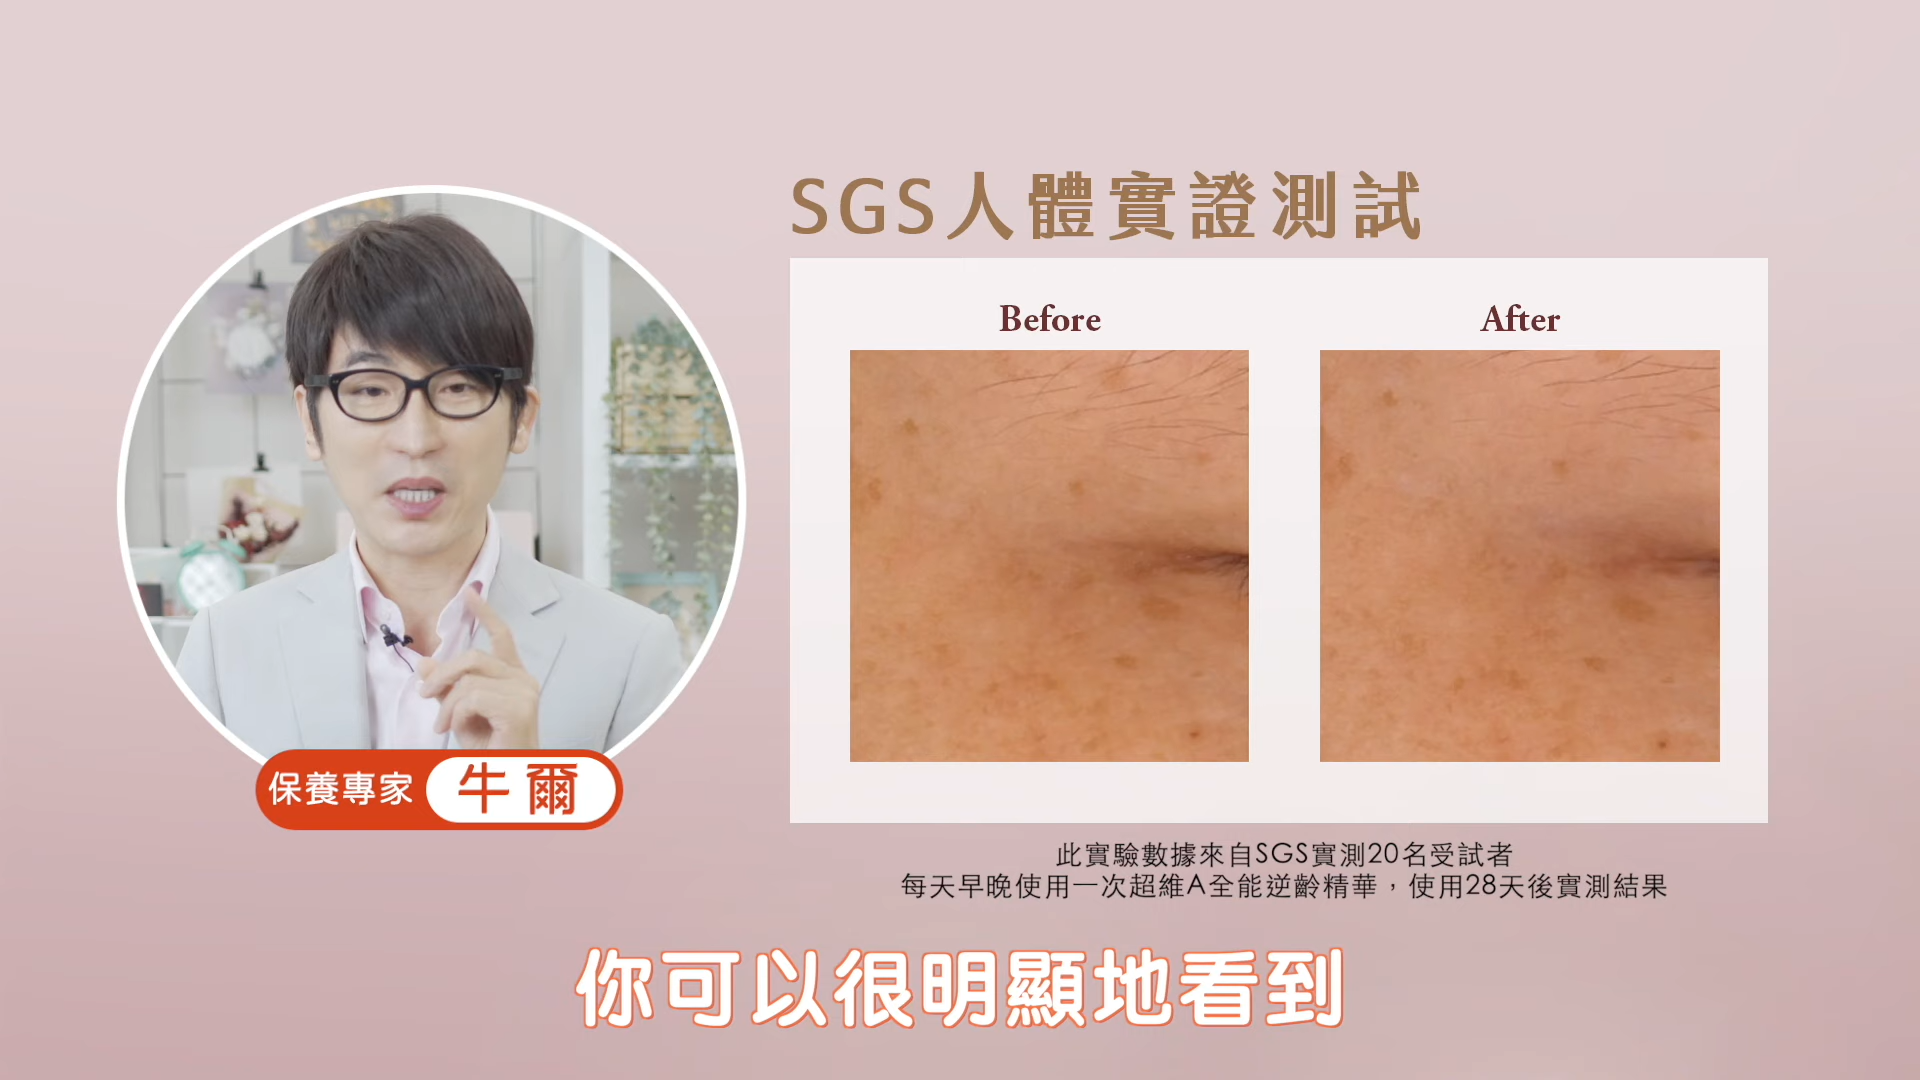 SGS人體實證測試
Before
After
保養專家 牛爾
此實驗數據來自SGS實測20名受試者
每天早晚使用一次超維A全能逆齡精華，使用28天後實測結果
你可以很明顯地看到